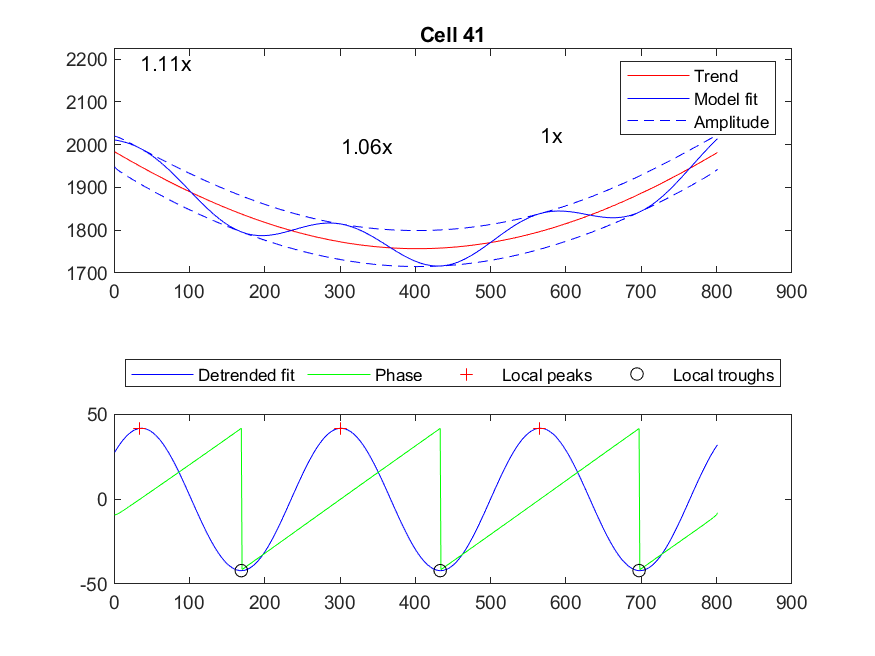 Cell 41
2200
2100
2000
1900
1800
1700
1.11x
1.06x
1x
Trend
Model fit
Amplitude
0 100 200 300 400 500 600 700 800 900
Detrended fit Phase Local peaks Local troughs
50
0
-50
0 100 200 300 400 500 600 700 800 900